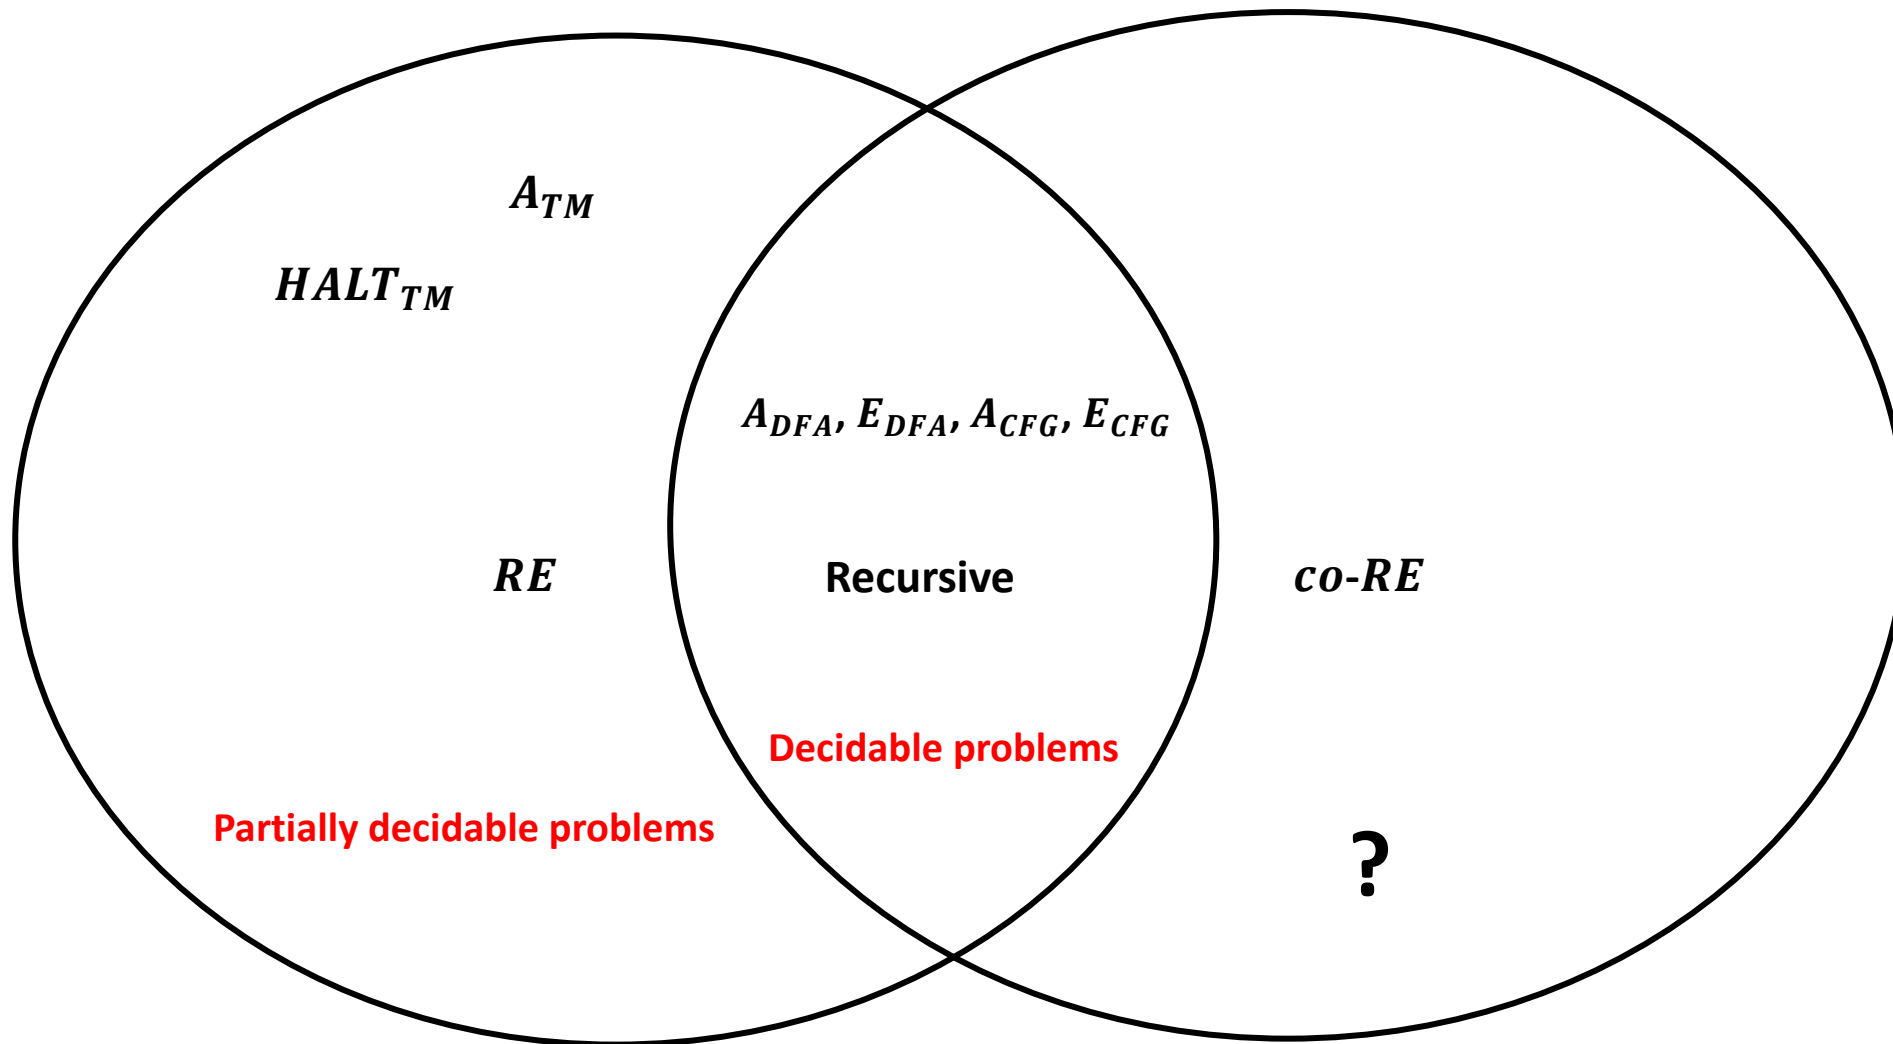 A_TM
HALT_TM
A_DFA, E_DFA, A_CFG, E_CFG
RE
Recursive
co-RE
Decidable problems
Partially decidable problems
?